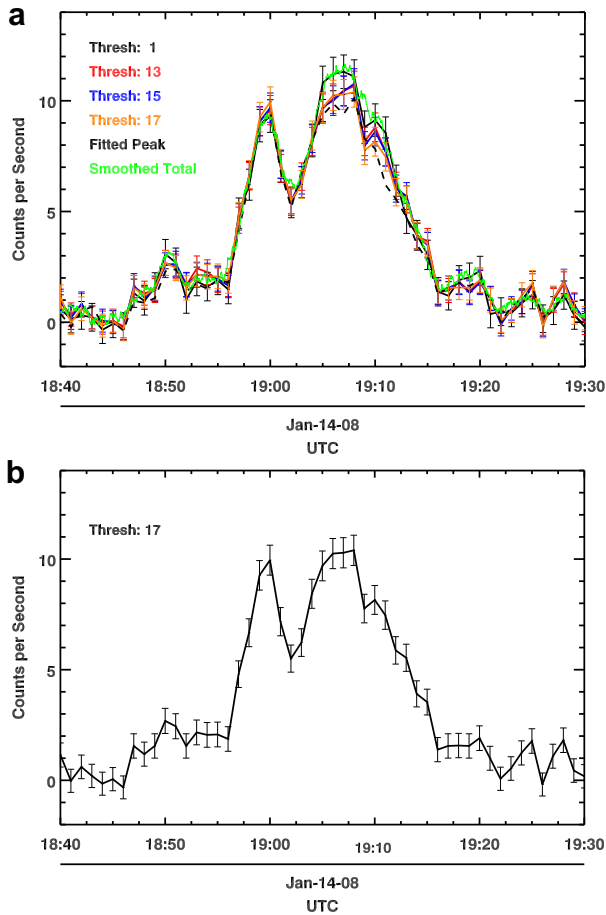 a
Thresh: 1
Thresh: 13
Thresh: 15
Thresh: 17
Fitted Peak
Smoothed Total
Counts per Second
10
5
0
18:40 18:50 19:00 19:10 19:20 19:30
Jan-14-08
UTC
b
Thresh: 17
Counts per Second
10
5
0
18:40 18:50 19:00 19:10 19:20 19:30
Jan-14-08
UTC